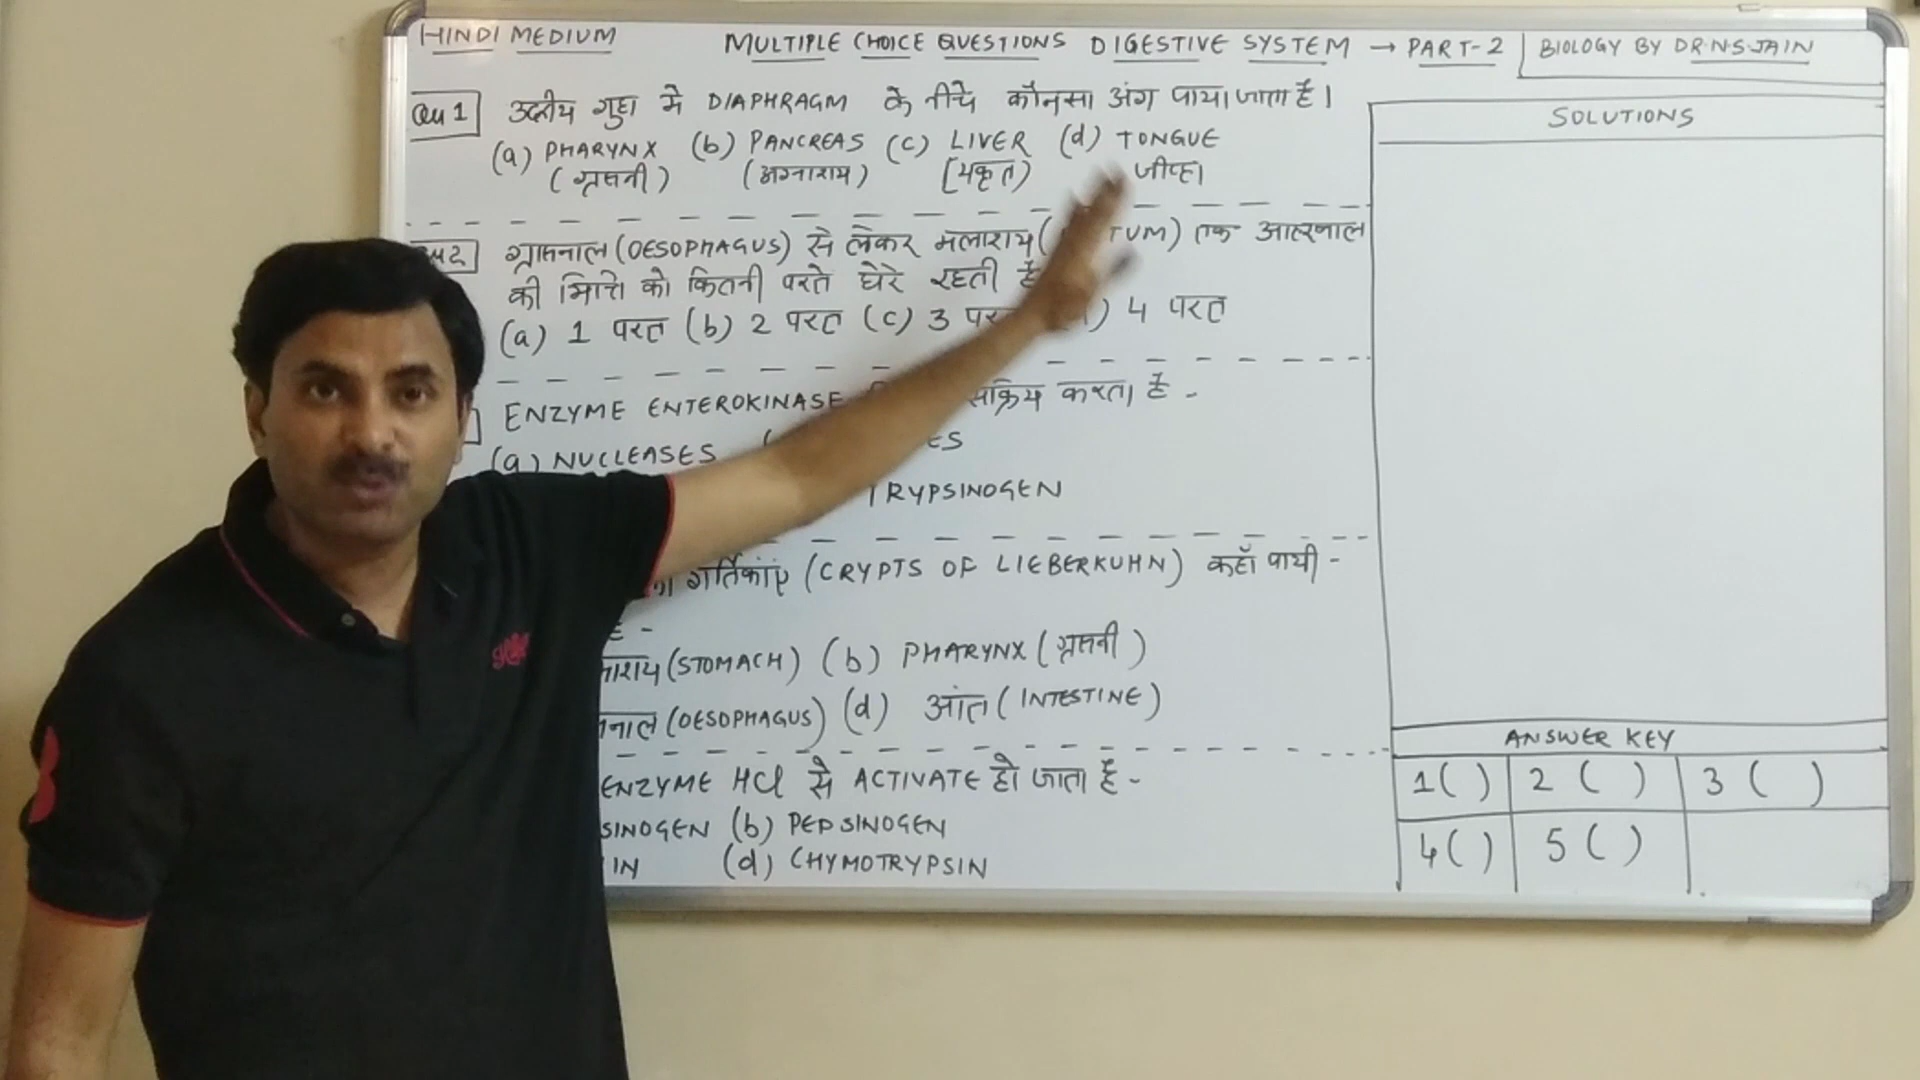 HINDI MEDIUM
MULTIPLE CHOICE QUESTIONS DIGESTIVE SYSTEM → PART-2
BIOLOGY BY DR.N.S.JAIN
Qu 1 उदरीय गुहा मे DIAPHRAGM के नीचे कौनसा अंग पाया जाता है।
(a) PHARYNX (b) PANCREAS (c) LIVER (d) TONGUE
(ग्रसनी) (अग्नाशय) (यकृत) जीव्हा
2 ग्रासनाल (OESOPHAGUS) से लेकर मलाशय ( TUM) तक आहारनाल
की भित्ति को कितनी परते घेरे रहती है
(a) 1 परत (b) 2 परत (c) 3 पर ) 4 परत
ENZYME ENTEROKINASE सक्रिय करता है -
(a) NUCLEASES ES
TRYPSINOGEN
गर्तिकाएं (CRYPTS OF LIEBERKUHN) कहाँ पायी -
है -
ाशय (STOMACH) (b) PHARYNX (ग्रसनी)
नाल (OESOPHAGUS) (d) आंत (INTESTINE)
ENZYME HCl से ACTIVATE हो जाता है -
SINOGEN (b) PEPSINOGEN
IN (d) CHYMOTRYPSIN
SOLUTIONS
ANSWER KEY
1 ( ) 2 ( ) 3 ( )
4 ( ) 5 ( )